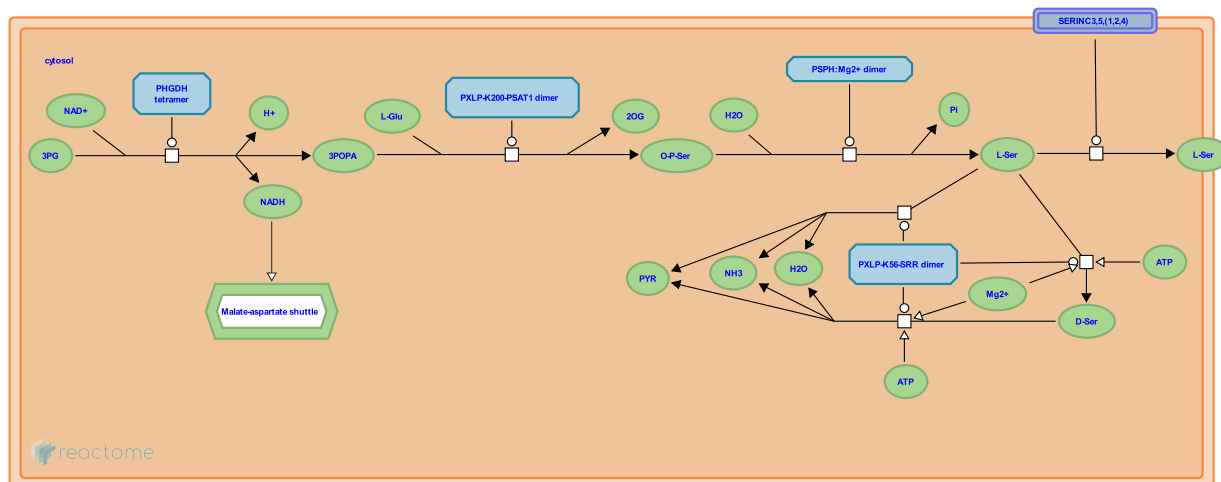 SERINC3,5,(1,2,4)
cytosol
PHGDH
tetramer
PXLP-K200-PSAT1 dimer
PSPH:Mg2+ dimer
NAD+
H+
L-Glu
2OG
H2O
Pi
3PG
3POPA
O-P-Ser
L-Ser
L-Ser
NADH
PYR
NH3
H2O
PXLP-K56-SRR dimer
ATP
Mg2+
Malate-aspartate shuttle
D-Ser
ATP
reactome